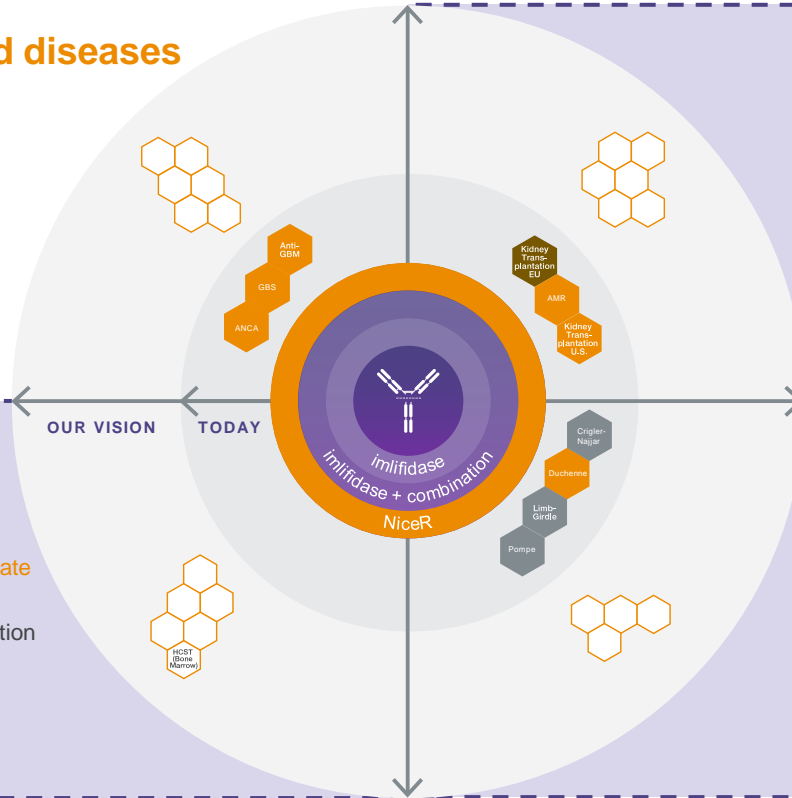 d diseases
Anti-
GBM
GBS
ANCA
Kidney
Trans-
plantation
EU
AMR
Kidney
Trans-
plantation
U.S.
OUR VISION
TODAY
imlifidase
imlifidase + combination
NiceR
Crigler-
Najjar
Duchenne
Limb-
Girdle
Pompe
ate
tion
HCST
(Bone
Marrow)